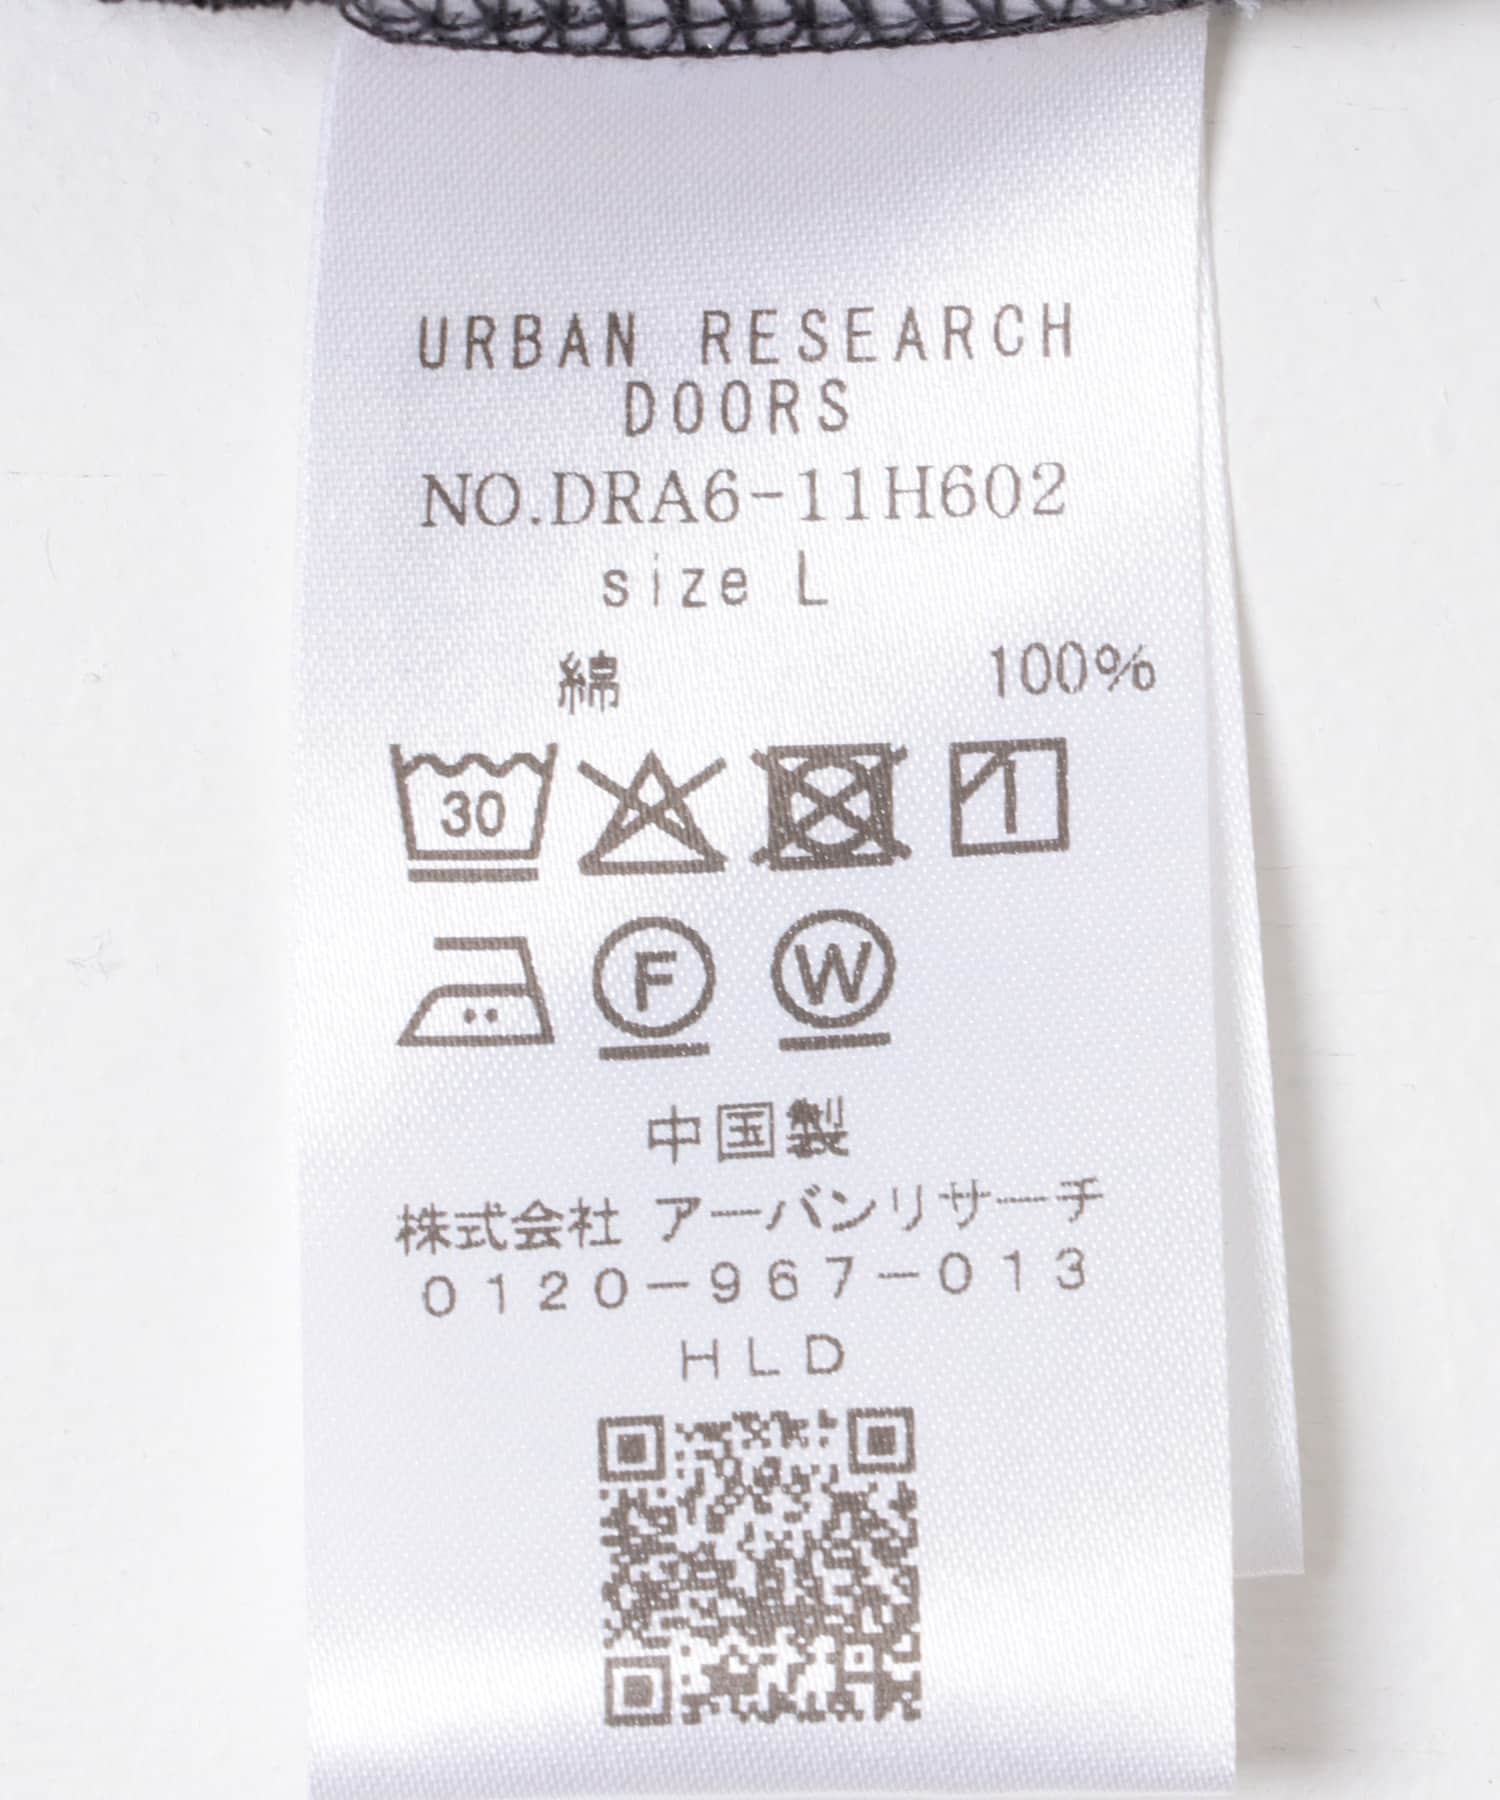 URBAN RESEARCH
DOORS
NO.DRA6-11H602
size L
綿 100%
30
F W
中国製
株式会社 アーバンリサーチ
0120-967-013
HLD